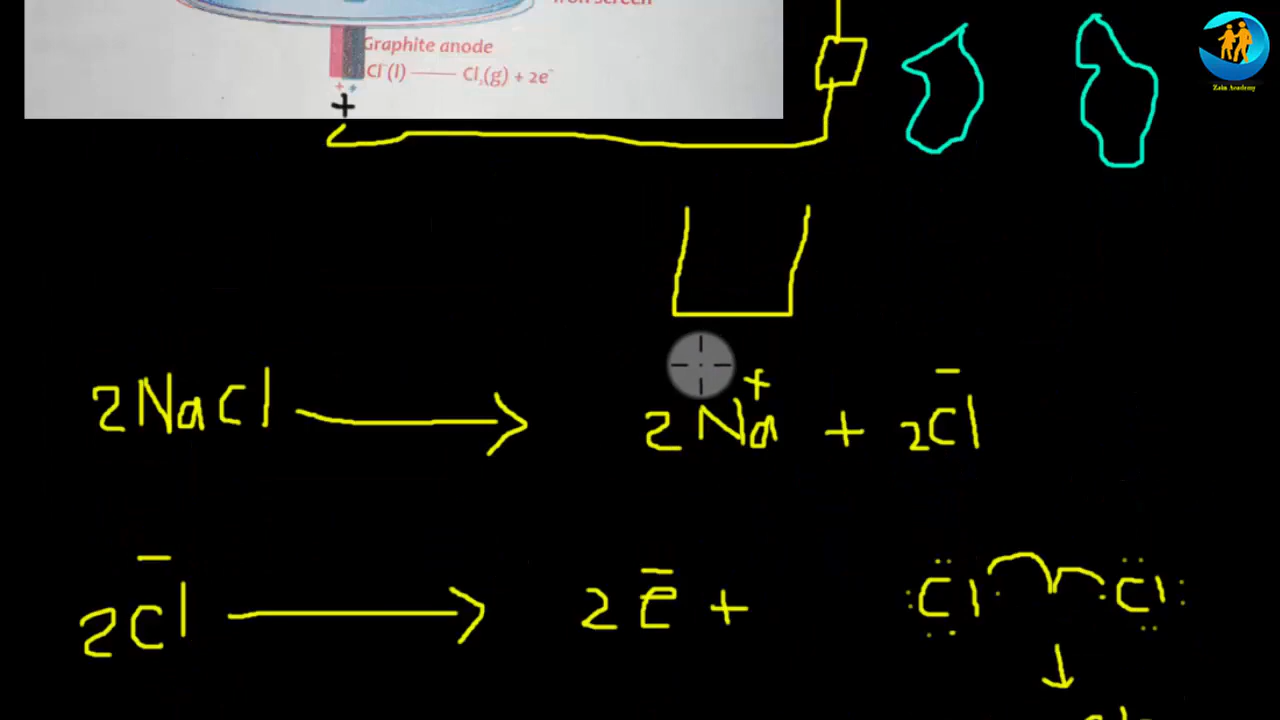 Graphite anode
Cl⁻(l) —— Cl₂(g) + 2e⁻
+ +
+
Zain Academy
2NaCl ⟶ 2Na⁺ + 2Cl⁻
2Cl⁻ ⟶ 2e⁻ + Cl Cl